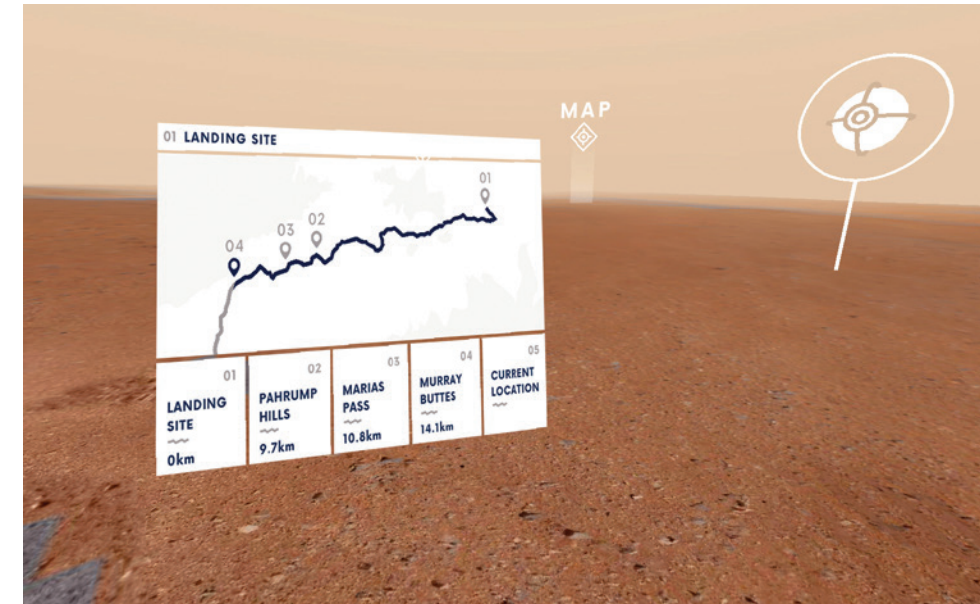 MAP
01 LANDING SITE
01
02
03
04
01
LANDING
SITE
0km
02
PAHRUMP
HILLS
9.7km
03
MARIAS
PASS
10.8km
04
MURRAY
BUTTES
14.1km
05
CURRENT
LOCATION